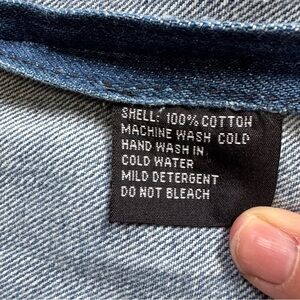 SHELL: 100% COTTON
MACHINE WASH COLD
HAND WASH IN
COLD WATER
MILD DETERGENT
DO NOT BLEACH